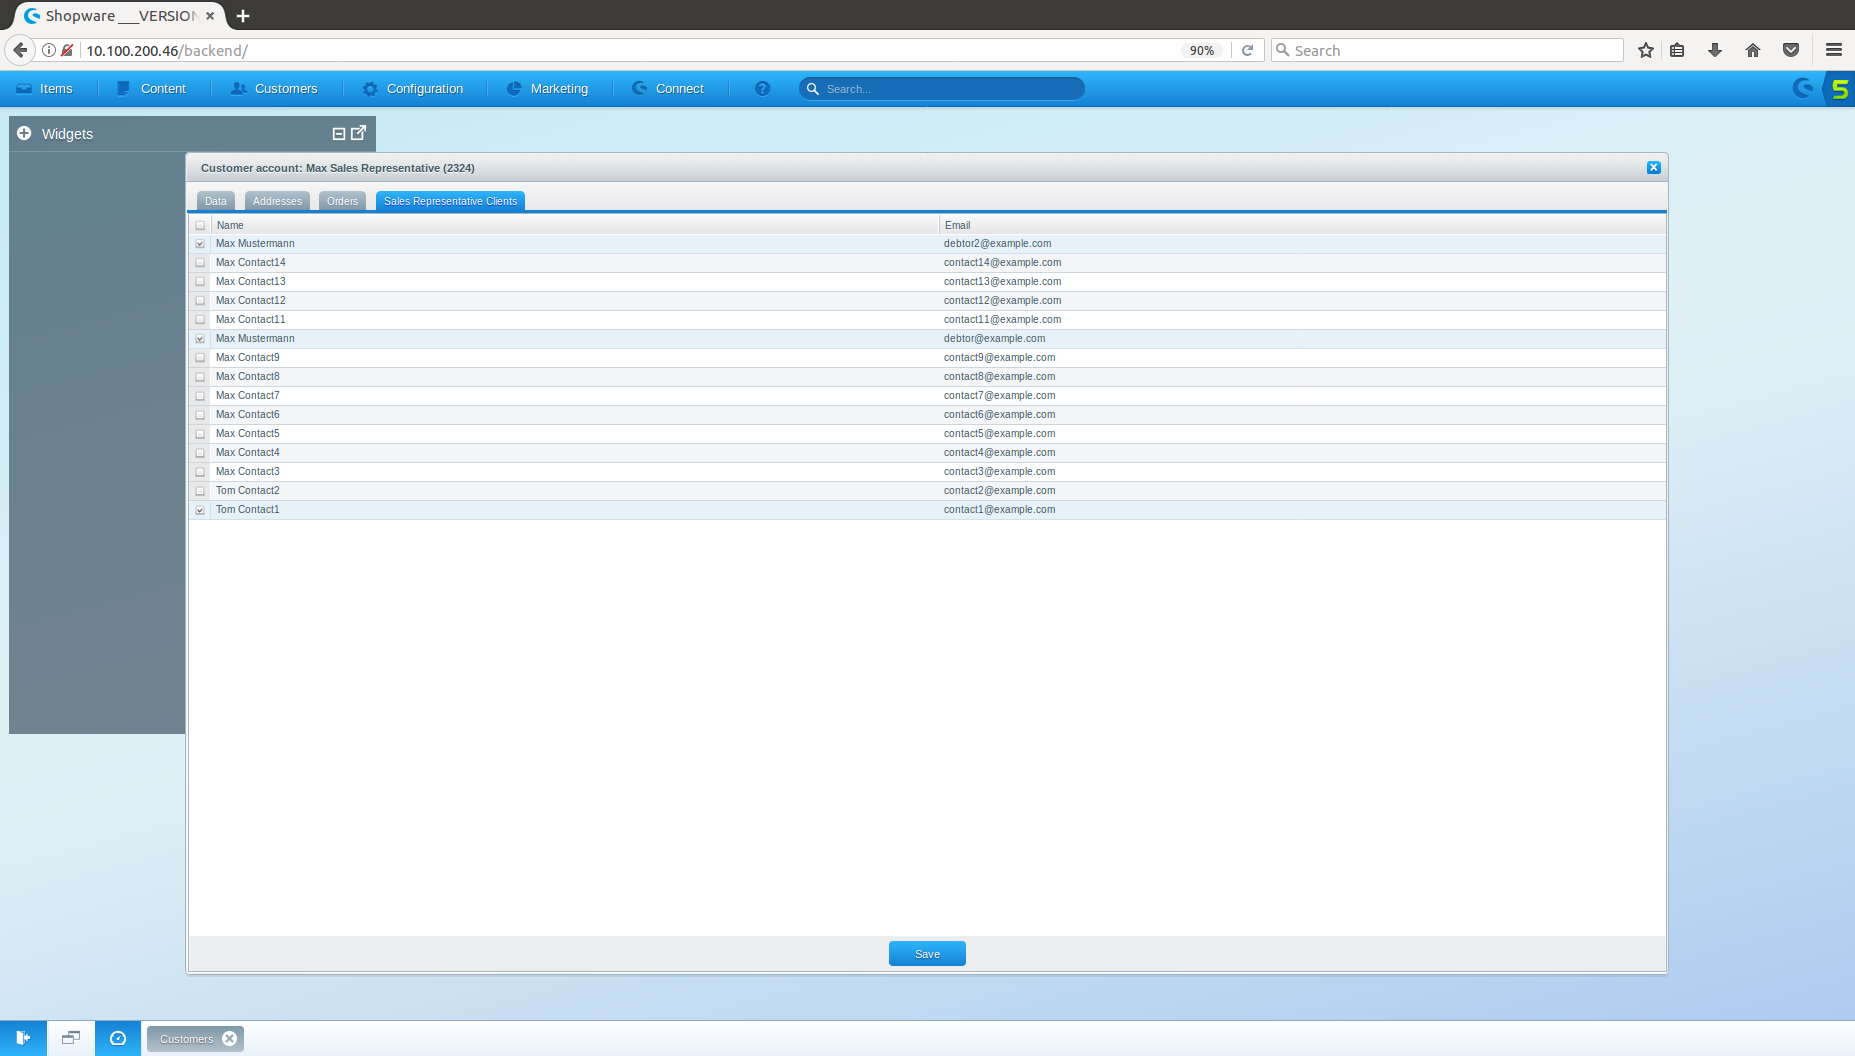 Shopware ___VERSION
10.100.200.46/backend/
90%
Search
Items
Content
Customers
Configuration
Marketing
Connect
?
Search...
Widgets
Customer account: Max Sales Representative (2324)
Data
Addresses
Orders
Sales Representative Clients
Name Email
Max Mustermann debtor2@example.com
Max Contact14 contact14@example.com
Max Contact13 contact13@example.com
Max Contact12 contact12@example.com
Max Contact11 contact11@example.com
Max Mustermann debtor@example.com
Max Contact9 contact9@example.com
Max Contact8 contact8@example.com
Max Contact7 contact7@example.com
Max Contact6 contact6@example.com
Max Contact5 contact5@example.com
Max Contact4 contact4@example.com
Max Contact3 contact3@example.com
Tom Contact2 contact2@example.com
Tom Contact1 contact1@example.com
Save
Customers